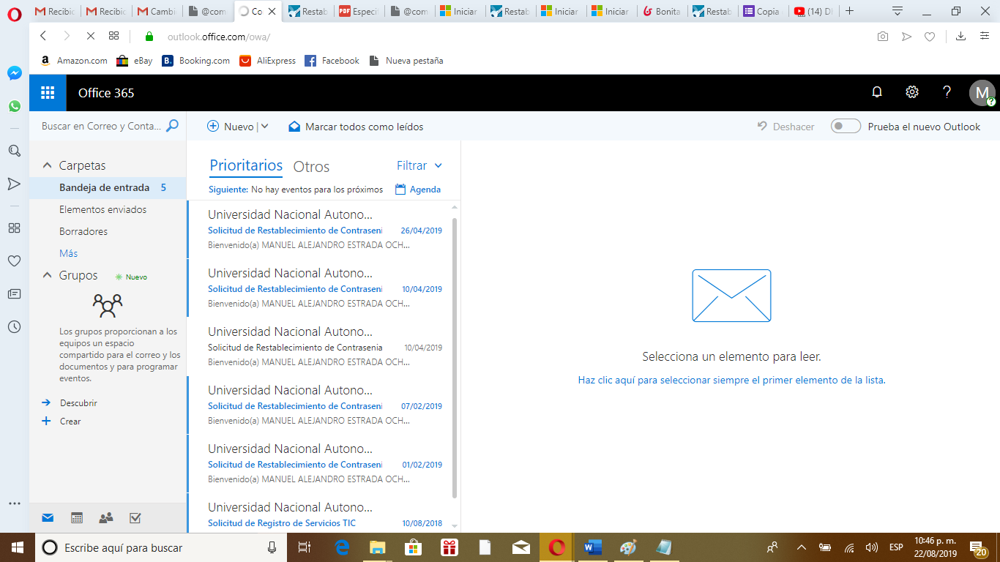 Recibic
Recibic
Cambi
@com
Co
Restab
Especif
@com
Iniciar
Restab
Iniciar
Iniciar
Bonita
Restab
Copia
(14) D
outlook.office.com/owa/
Amazon.com
eBay
Booking.com
AliExpress
Facebook
Nueva pestaña
Office 365
M
Buscar en Correo y Conta...
Nuevo
Marcar todos como leídos
Deshacer
Prueba el nuevo Outlook
Carpetas
Bandeja de entrada 5
Elementos enviados
Borradores
Más
Grupos
Nuevo
Los grupos proporcionan a los
equipos un espacio
compartido para el correo y los
documentos y para programar
eventos.
Descubrir
Crear
Prioritarios
Otros
Filtrar
Siguiente: No hay eventos para los próximos
Agenda
Universidad Nacional Autono...
Solicitud de Restablecimiento de Contraseni 26/04/2019
Bienvenido(a) MANUEL ALEJANDRO ESTRADA OCH...
Universidad Nacional Autono...
Solicitud de Restablecimiento de Contraseni 10/04/2019
Bienvenido(a) MANUEL ALEJANDRO ESTRADA OCH...
Universidad Nacional Autono...
Solicitud de Restablecimiento de Contrasenia 10/04/2019
Bienvenido(a) MANUEL ALEJANDRO ESTRADA OCH...
Universidad Nacional Autono...
Solicitud de Restablecimiento de Contraseni 07/02/2019
Bienvenido(a) MANUEL ALEJANDRO ESTRADA OCH...
Universidad Nacional Autono...
Solicitud de Restablecimiento de Contraseni 01/02/2019
Bienvenido(a) MANUEL ALEJANDRO ESTRADA OCH...
Universidad Nacional Autono...
Solicitud de Registro de Servicios TIC 10/08/2018
Selecciona un elemento para leer.
Haz clic aquí para seleccionar siempre el primer elemento de la lista.
Escribe aquí para buscar
ESP
10:46 p. m.
22/08/2019
20